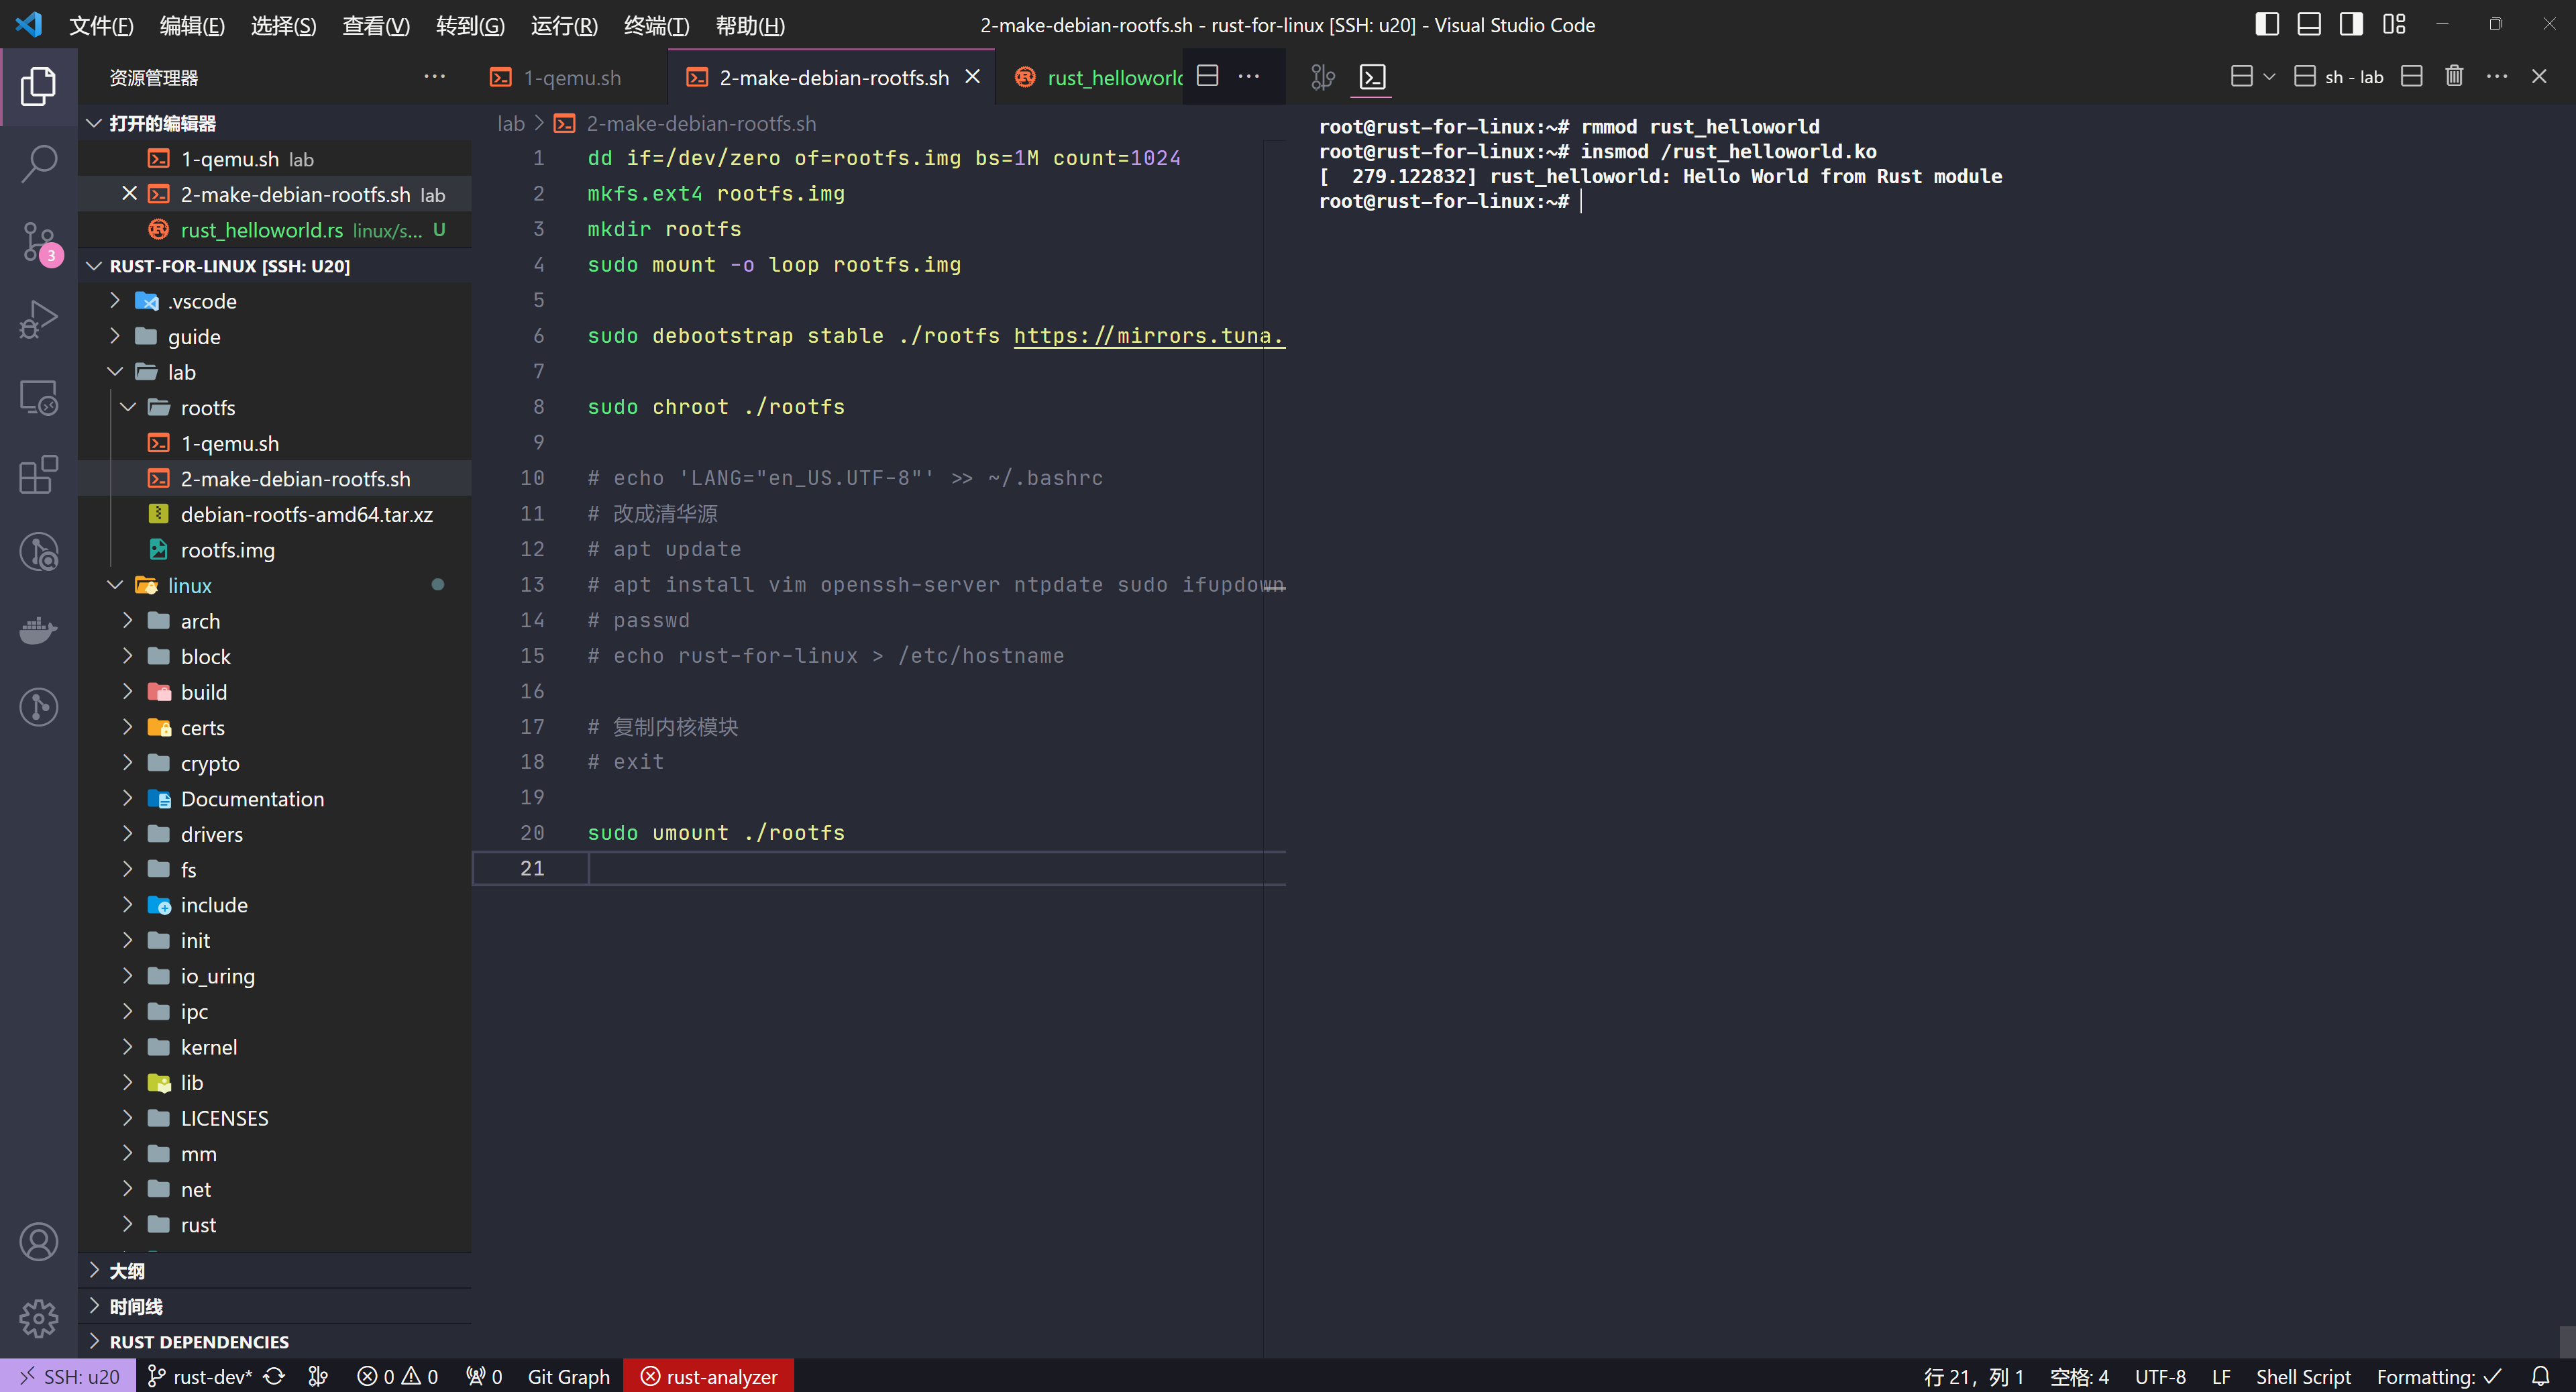 文件(F) 编辑(E) 选择(S) 查看(V) 转到(G) 运行(R) 终端(T) 帮助(H)
2-make-debian-rootfs.sh - rust-for-linux [SSH: u20] - Visual Studio Code
资源管理器
打开的编辑器
1-qemu.sh lab
2-make-debian-rootfs.sh lab
rust_helloworld.rs linux/s... U
3
RUST-FOR-LINUX [SSH: U20]
.vscode
guide
lab
rootfs
1-qemu.sh
2-make-debian-rootfs.sh
debian-rootfs-amd64.tar.xz
rootfs.img
linux
arch
block
build
certs
crypto
Documentation
drivers
fs
include
init
io_uring
ipc
kernel
lib
LICENSES
mm
net
rust
大纲
时间线
RUST DEPENDENCIES
1-qemu.sh 2-make-debian-rootfs.sh rust_helloworld
lab > 2-make-debian-rootfs.sh
1 dd if=/dev/zero of=rootfs.img bs=1M count=1024
2 mkfs.ext4 rootfs.img
3 mkdir rootfs
4 sudo mount -o loop rootfs.img
5
6 sudo debootstrap stable ./rootfs https://mirrors.tuna.
7
8 sudo chroot ./rootfs
9
10 # echo 'LANG="en_US.UTF-8"' >> ~/.bashrc
11 # 改成清华源
12 # apt update
13 # apt install vim openssh-server ntpdate sudo ifupdown
14 # passwd
15 # echo rust-for-linux > /etc/hostname
16
17 # 复制内核模块
18 # exit
19
20 sudo umount ./rootfs
21
sh - lab
root@rust-for-linux:~# rmmod rust_helloworld
root@rust-for-linux:~# insmod /rust_helloworld.ko
[  279.122832] rust_helloworld: Hello World from Rust module
root@rust-for-linux:~#
SSH: u20 rust-dev* 0 0 0 Git Graph rust-analyzer
行 21，列 1 空格: 4 UTF-8 LF Shell Script Formatting: